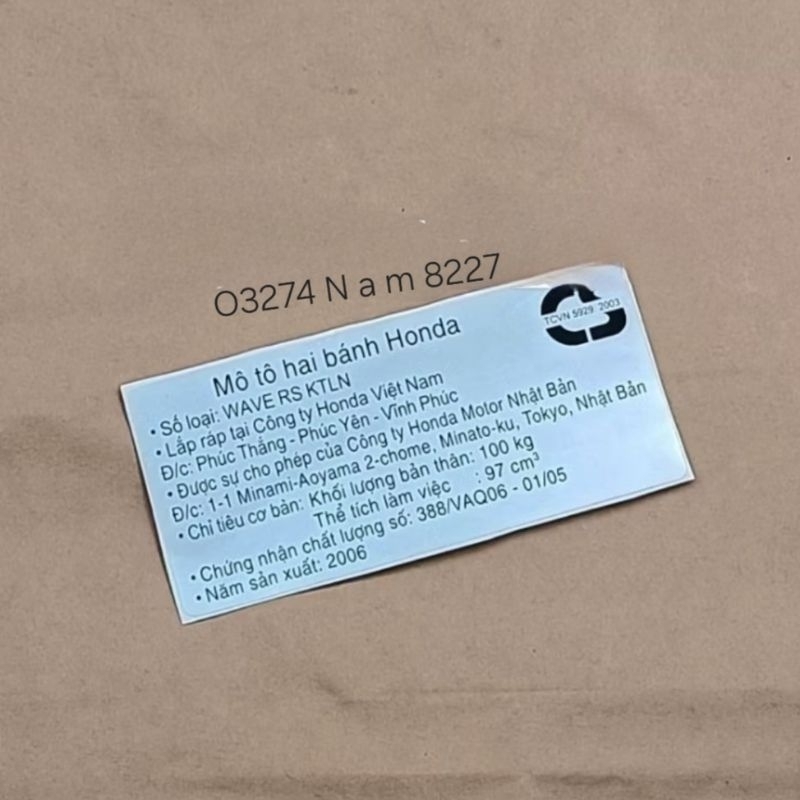 O3274 N a m 8227
TCVN 5929: 2003
Mô tô hai bánh Honda
• Số loại: WAVE RS KTLN
• Lắp ráp tại Công ty Honda Việt Nam
Đ/c: Phúc Thắng - Phúc Yên - Vĩnh Phúc
• Được sự cho phép của Công ty Honda Motor Nhật Bản
Đ/c: 1-1 Minami-Aoyama 2-chome, Minato-ku, Tokyo, Nhật Bản
• Chỉ tiêu cơ bản: Khối lượng bản thân: 100 kg
Thể tích làm việc : 97 cm³
• Chứng nhận chất lượng số: 388/VAQ06 - 01/05
• Năm sản xuất: 2006